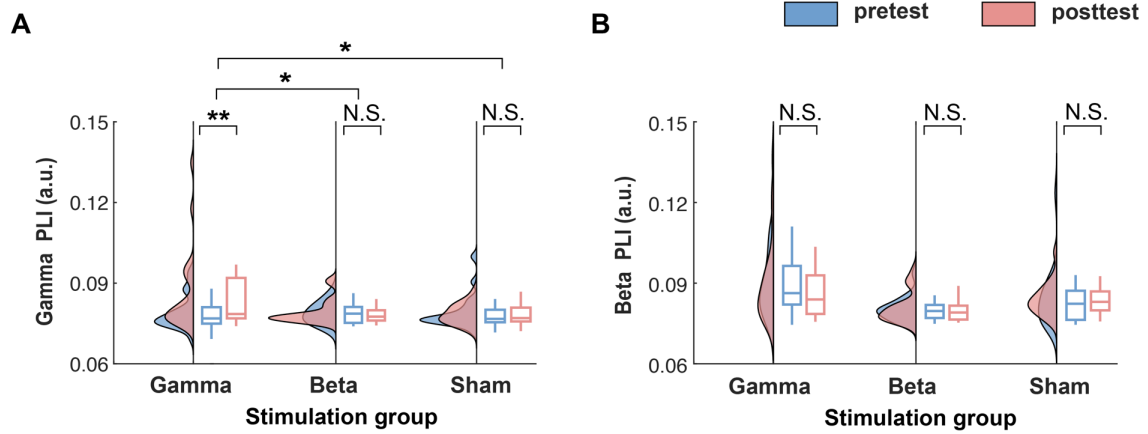 pretest posttest
A
B
*
*
**
N.S.
N.S.
N.S.
N.S.
N.S.
0.15
0.12
0.09
0.06
Gamma PLI (a.u.)
Gamma Beta Sham
Stimulation group
0.15
0.12
0.09
0.06
Beta PLI (a.u.)
Gamma Beta Sham
Stimulation group